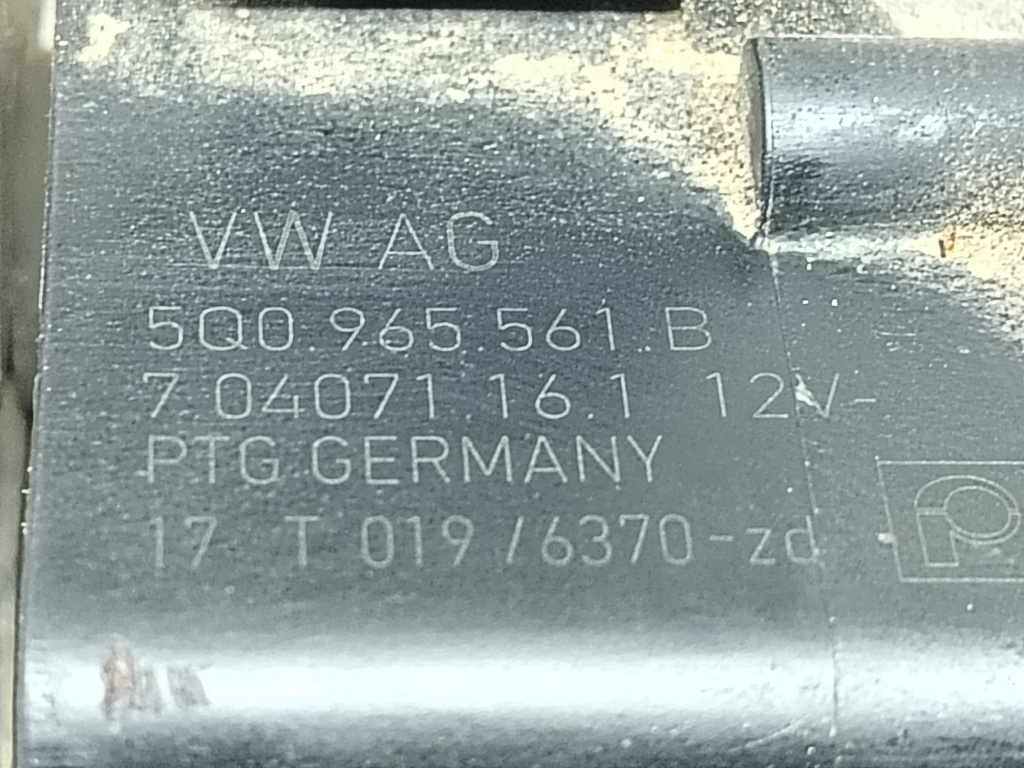 VW AG
5Q0.965.561.B
7.04071.16.1 12V-
PTG.GERMANY
17 T 019/6370-zd